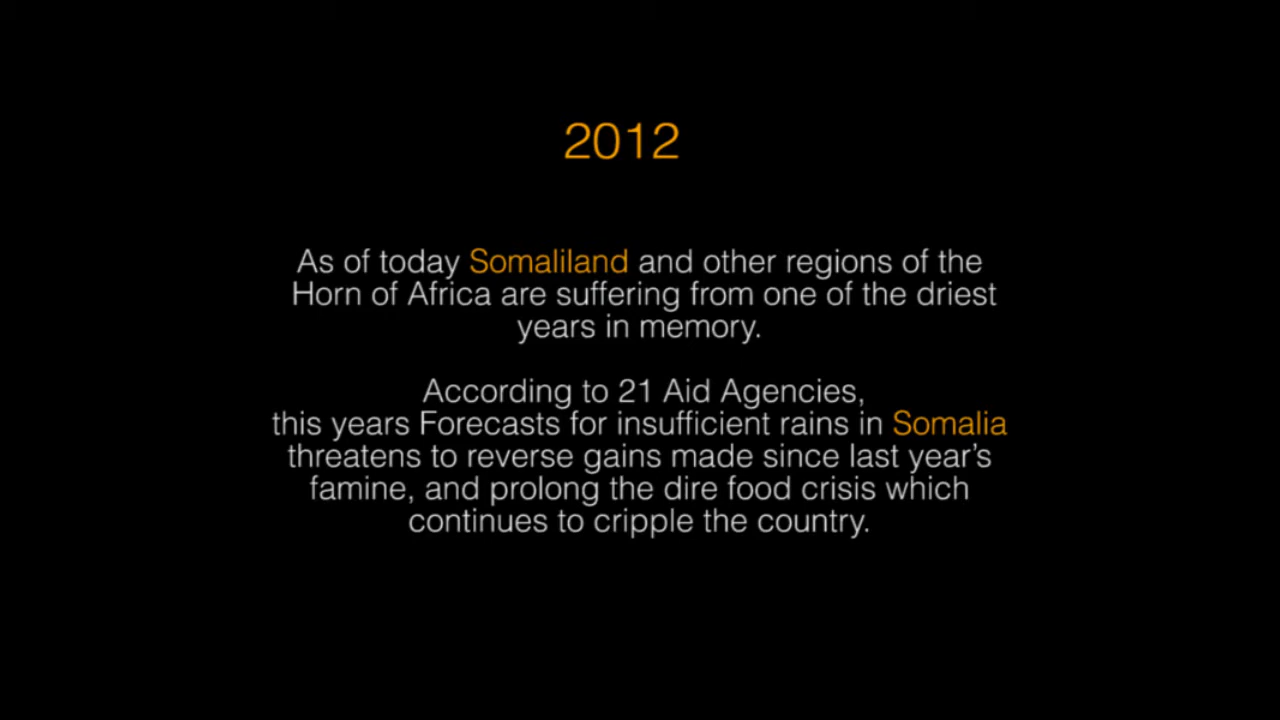 2012
As of today Somaliland and other regions of the
Horn of Africa are suffering from one of the driest
years in memory.
According to 21 Aid Agencies,
this years Forecasts for insufficient rains in Somalia
threatens to reverse gains made since last year's
famine, and prolong the dire food crisis which
continues to cripple the country.